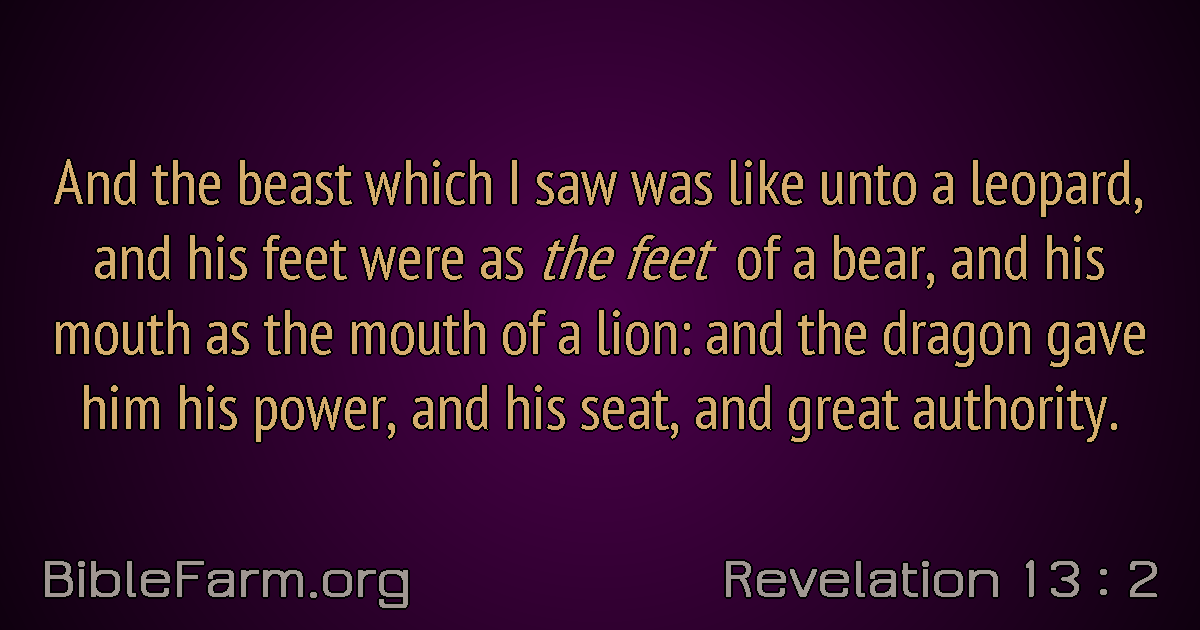 And the beast which I saw was like unto a leopard,
and his feet were as the feet of a bear, and his
mouth as the mouth of a lion: and the dragon gave
him his power, and his seat, and great authority.
BibleFarm.org
Revelation 13 : 2